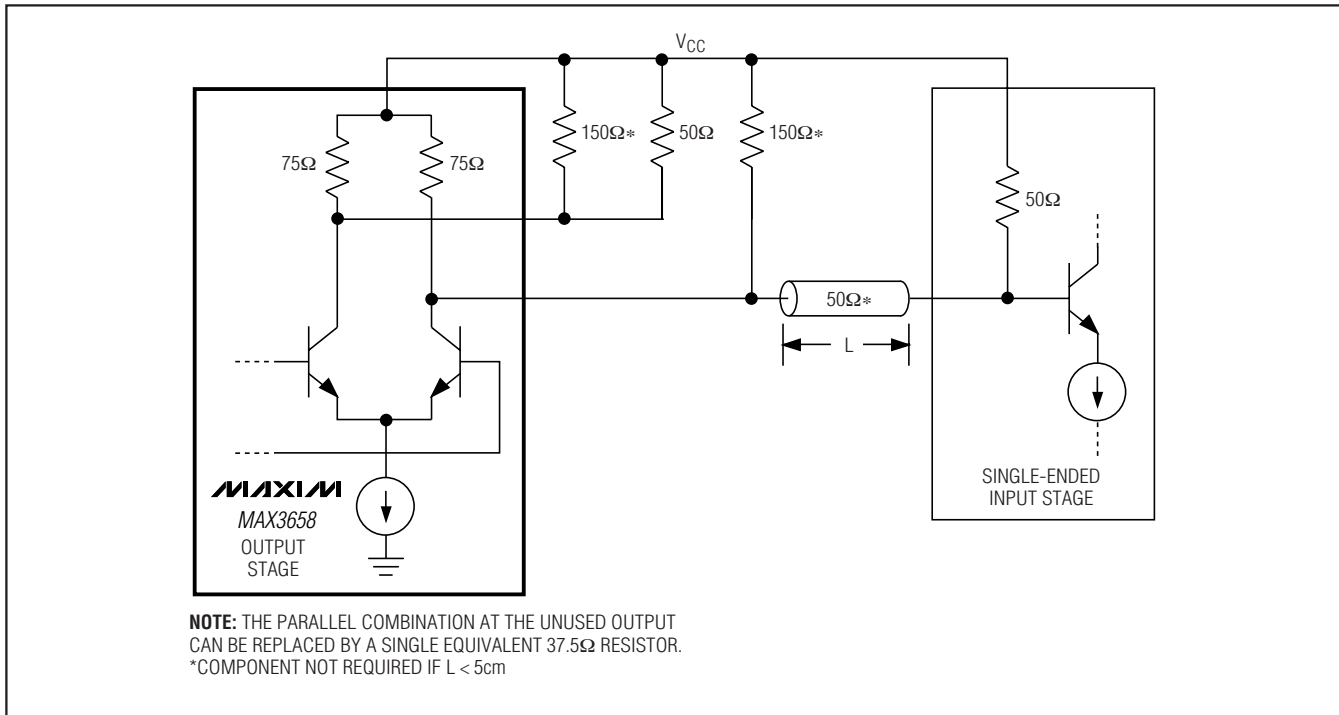 VCC
150Ω*
50Ω
150Ω*
75Ω
75Ω
50Ω
50Ω*
L
MAXIM
MAX3658
OUTPUT
STAGE
SINGLE-ENDED
INPUT STAGE
NOTE: THE PARALLEL COMBINATION AT THE UNUSED OUTPUT
CAN BE REPLACED BY A SINGLE EQUIVALENT 37.5Ω RESISTOR.
*COMPONENT NOT REQUIRED IF L < 5cm